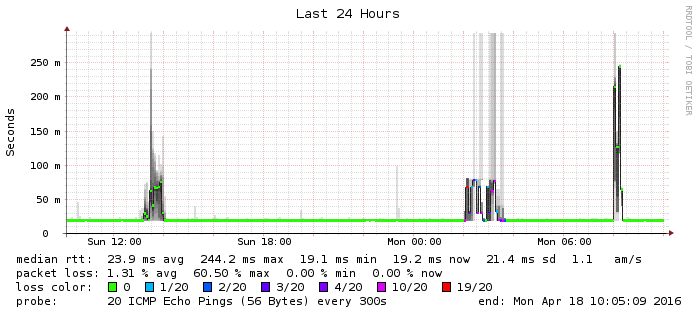 Last 24 Hours
RRDTOOL / TOBI OETIKER
Seconds
250 m
200 m
150 m
100 m
50 m
0
Sun 12:00 Sun 18:00 Mon 00:00 Mon 06:00
median rtt: 23.9 ms avg 244.2 ms max 19.1 ms min 19.2 ms now 21.4 ms sd 1.1 am/s
packet loss: 1.31 % avg 60.50 % max 0.00 % min 0.00 % now
loss color: 0 1/20 2/20 3/20 4/20 10/20 19/20
probe: 20 ICMP Echo Pings (56 Bytes) every 300s end: Mon Apr 18 10:05:09 2016